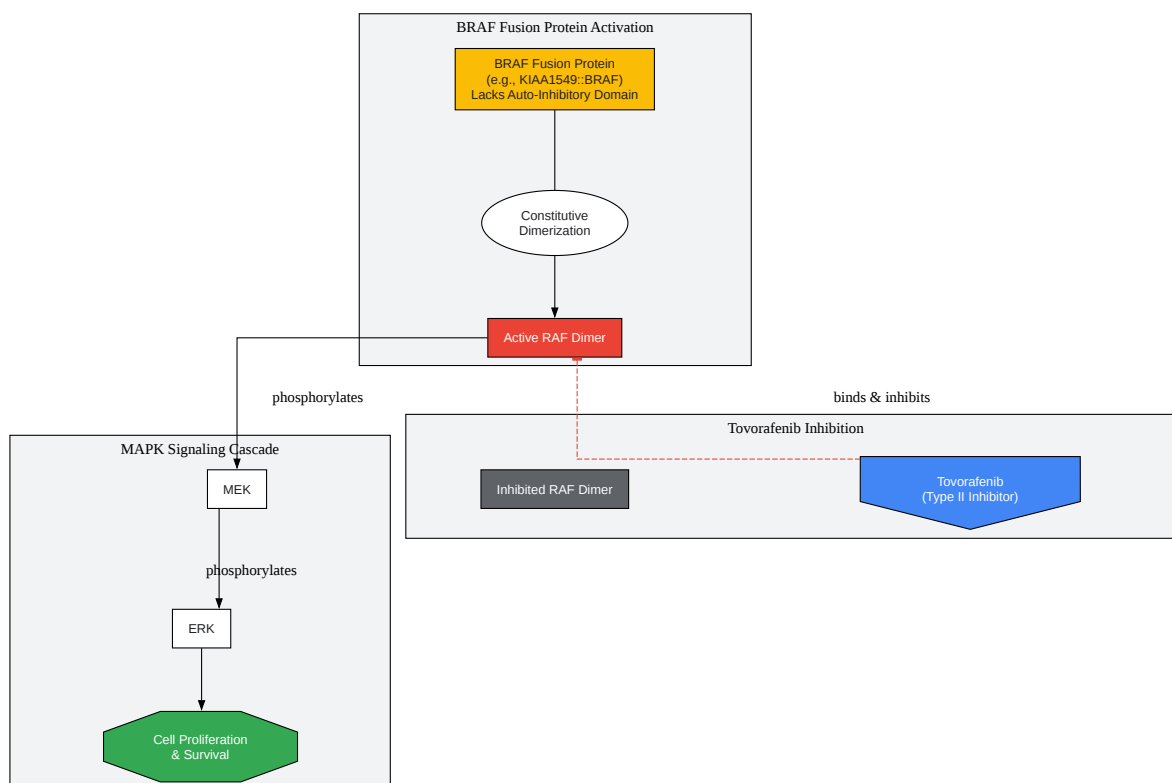 BRAF Fusion Protein Activation
BRAF Fusion Protein
(e.g., KIAA1549::BRAF)
Lacks Auto-Inhibitory Domain
Constitutive
Dimerization
Active RAF Dimer
phosphorylates
binds & inhibits
MAPK Signaling Cascade
Tovorafenib Inhibition
MEK
Inhibited RAF Dimer
Tovorafenib
(Type II Inhibitor)
phosphorylates
ERK
Cell Proliferation
& Survival